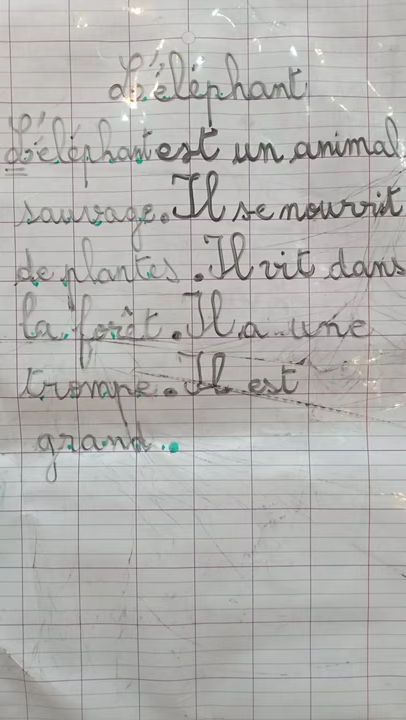 L'éléphant
L'éléphant est un animal
sauvage. Il se nourrit
de plantes. Il vit dans
la forêt. Il a une
trompe. Il est
grand.